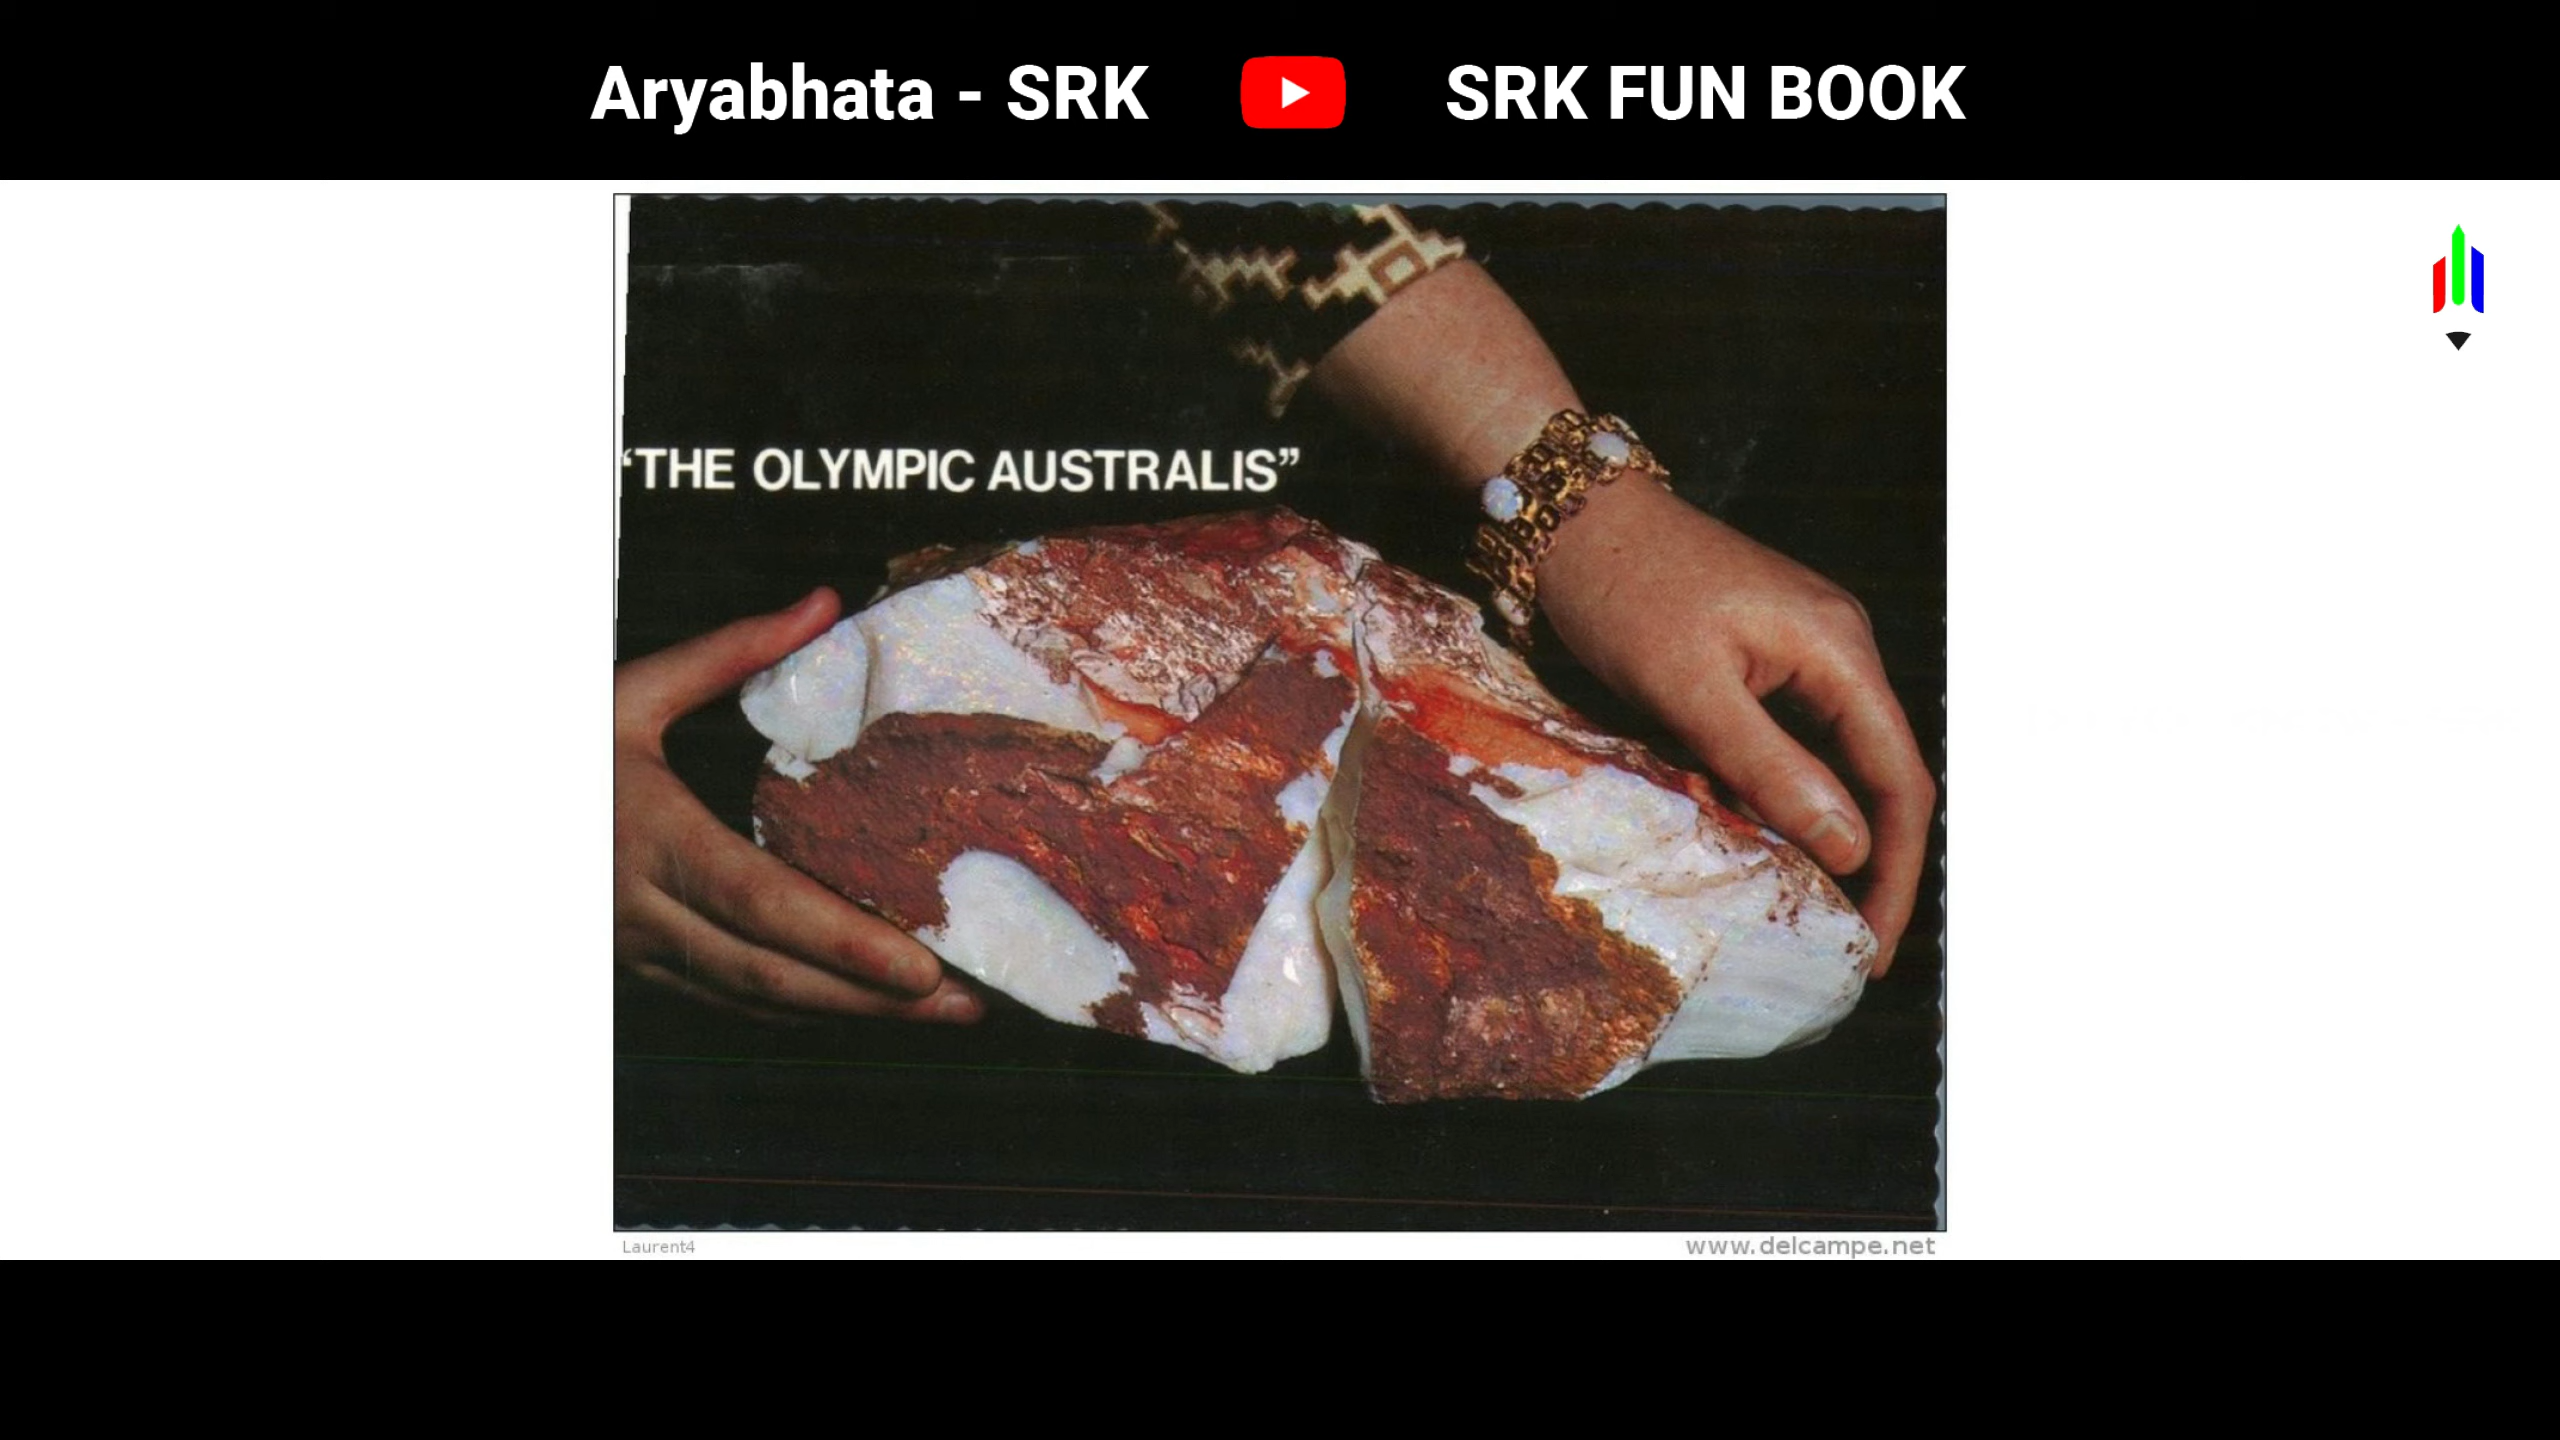 Aryabhata - SRK
SRK FUN BOOK
“THE OLYMPIC AUSTRALIS”
Laurent4
www.delcampe.net